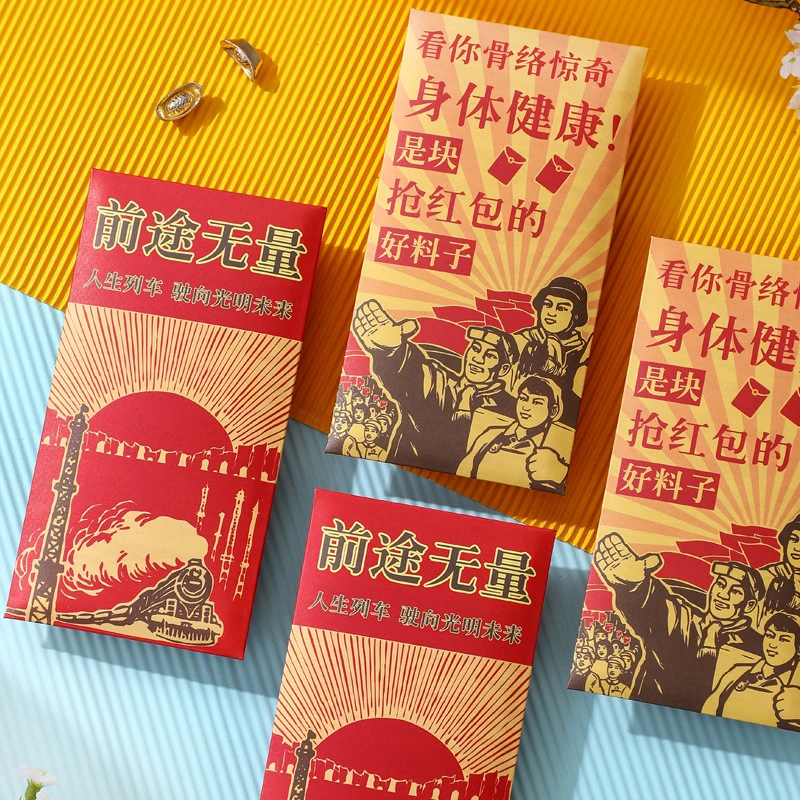 看你骨络惊奇
身体健康!
是块
抢红包的
好料子
前途无量
人生列车 驶向光明未来
看你骨络
身体健
是块
抢红包的
好料子
前途无量
人生列车 驶向光明未来